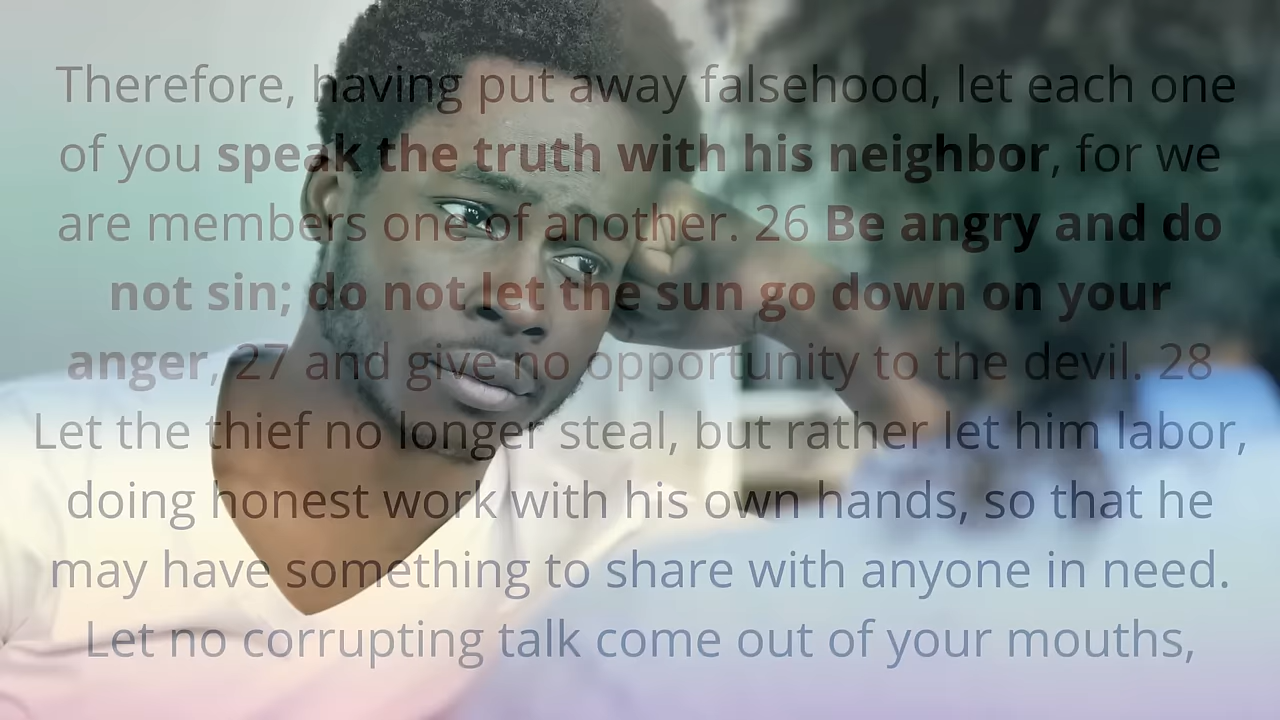 Therefore, having put away falsehood, let each one
of you speak the truth with his neighbor, for we
are members one of another. 26 Be angry and do
not sin; do not let the sun go down on your
anger, 27 and give no opportunity to the devil. 28
Let the thief no longer steal, but rather let him labor,
doing honest work with his own hands, so that he
may have something to share with anyone in need.
Let no corrupting talk come out of your mouths,